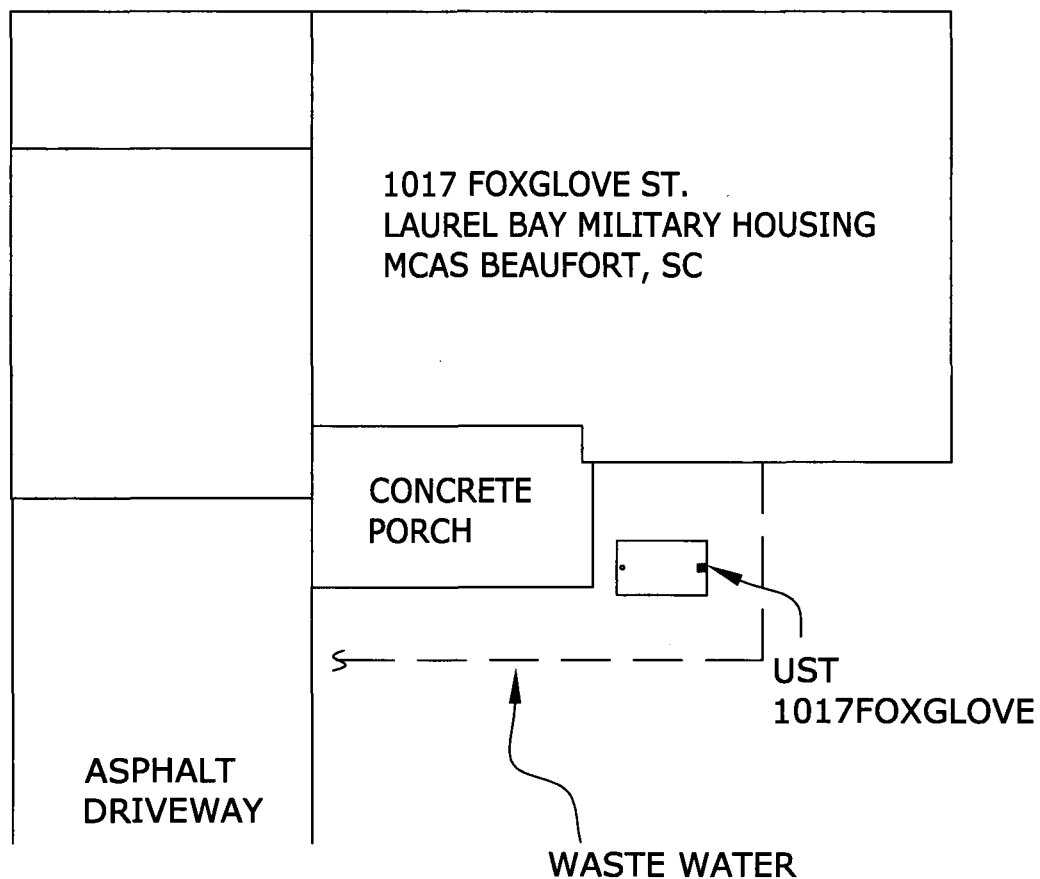 1017 FOXGLOVE ST.
LAUREL BAY MILITARY HOUSING
MCAS BEAUFORT, SC
CONCRETE
PORCH
UST
1017FOXGLOVE
ASPHALT
DRIVEWAY
WASTE WATER